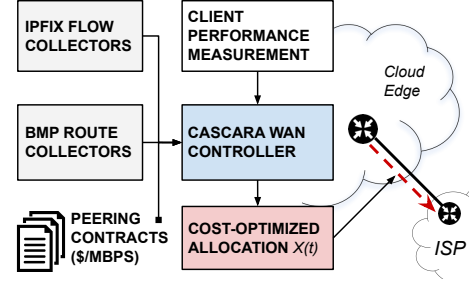 IPFIX FLOW
COLLECTORS
CLIENT
PERFORMANCE
MEASUREMENT
Cloud
Edge
BMP ROUTE
COLLECTORS
CASCARA WAN
CONTROLLER
PEERING
CONTRACTS
($/MBPS)
COST-OPTIMIZED
ALLOCATION X(t)
ISP